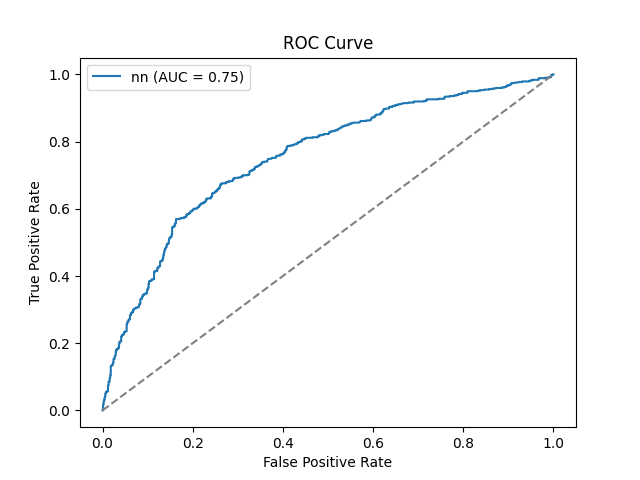 ROC Curve
nn (AUC = 0.75)
True Positive Rate
1.0
0.8
0.6
0.4
0.2
0.0
0.0 0.2 0.4 0.6 0.8 1.0
False Positive Rate